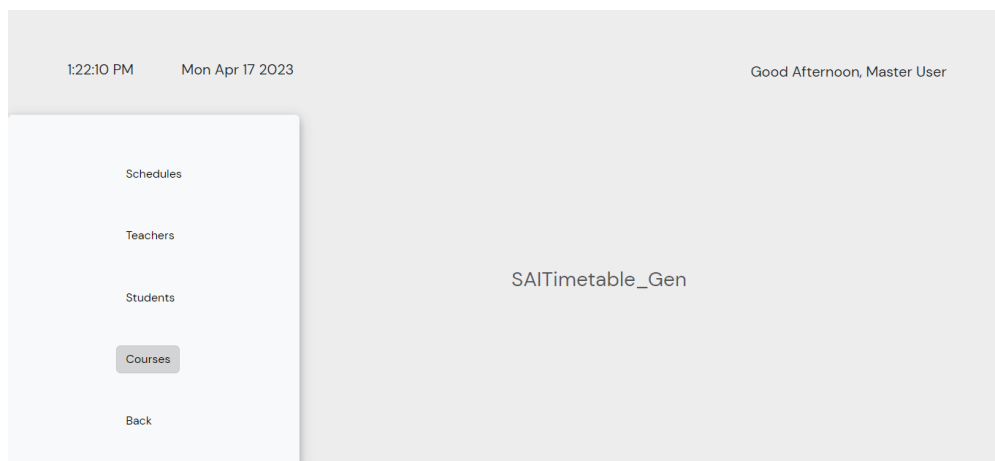 1:22:10 PM Mon Apr 17 2023
Good Afternoon, Master User
Schedules
Teachers
Students
Courses
Back
SAITimetable_Gen